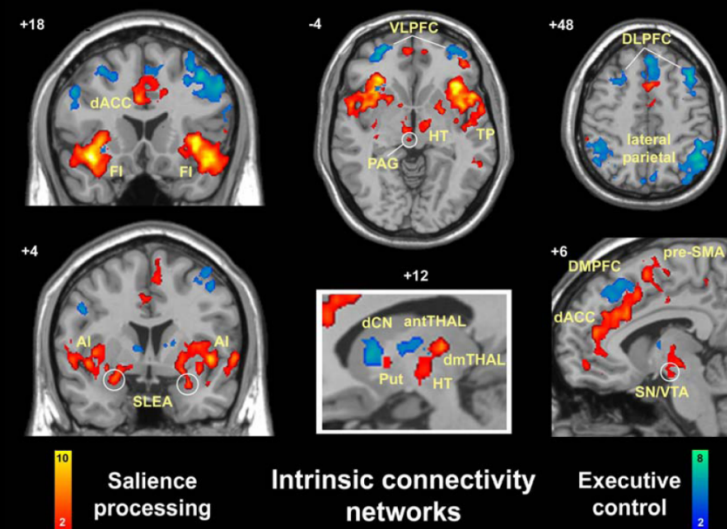 +18
dACC
FI
FI
-4
VLPFC
HT
TP
PAG
+48
DLPFC
lateral
parietal
+4
AI
AI
SLEA
+12
dCN
antTHAL
dmTHAL
Put
HT
+6
pre-SMA
DMPFC
dACC
SN/VTA
10
2
Salience
processing
Intrinsic connectivity
networks
Executive
control
8
2